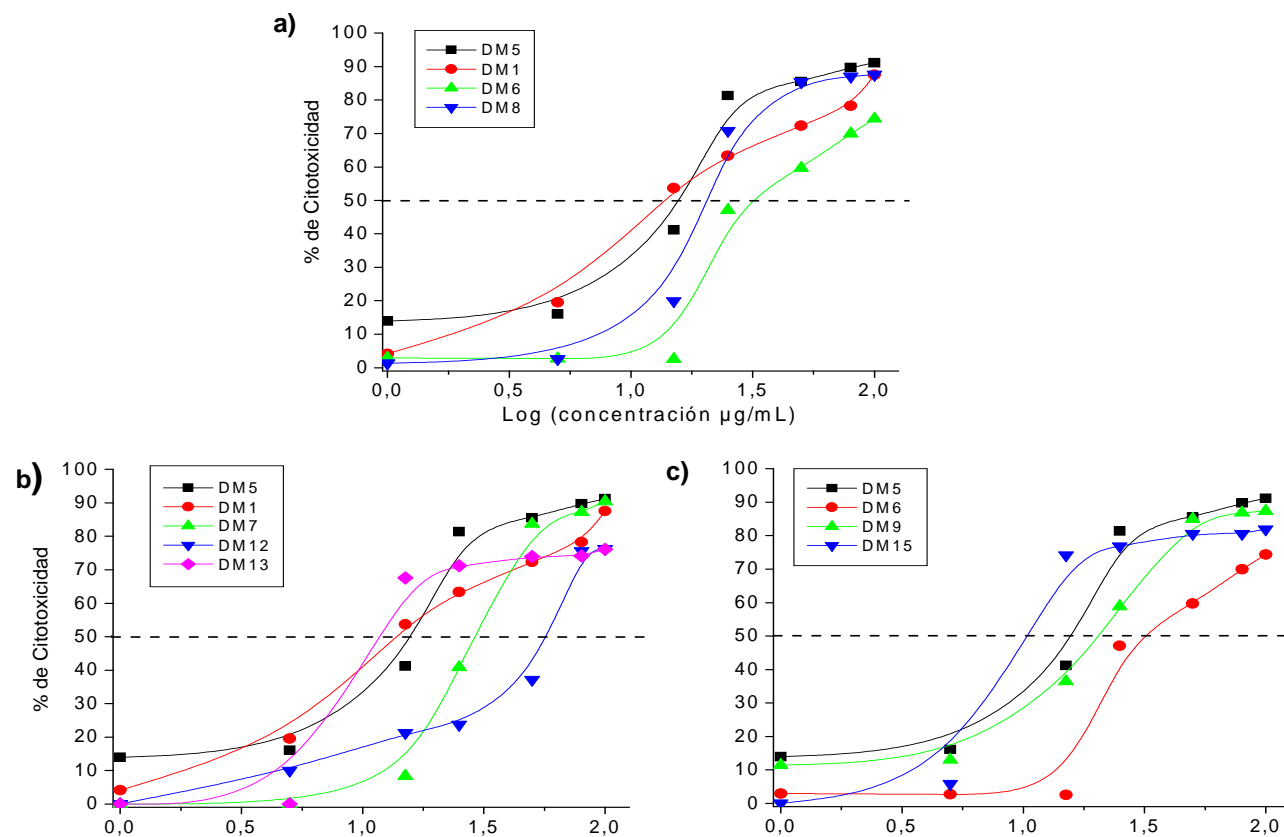 a)
100
90
80
70
60
50
40
30
20
10
0
% de Citotoxicidad
DM5
DM1
DM6
DM8
0,0 0,5 1,0 1,5 2,0
Log (concentración µg/mL)
b)
100
90
80
70
60
50
40
30
20
10
0
% de Citotoxicidad
DM5
DM1
DM7
DM12
DM13
0,0 0,5 1,0 1,5 2,0
c)
100
90
80
70
60
50
40
30
20
10
0
DM5
DM6
DM9
DM15
0,0 0,5 1,0 1,5 2,0